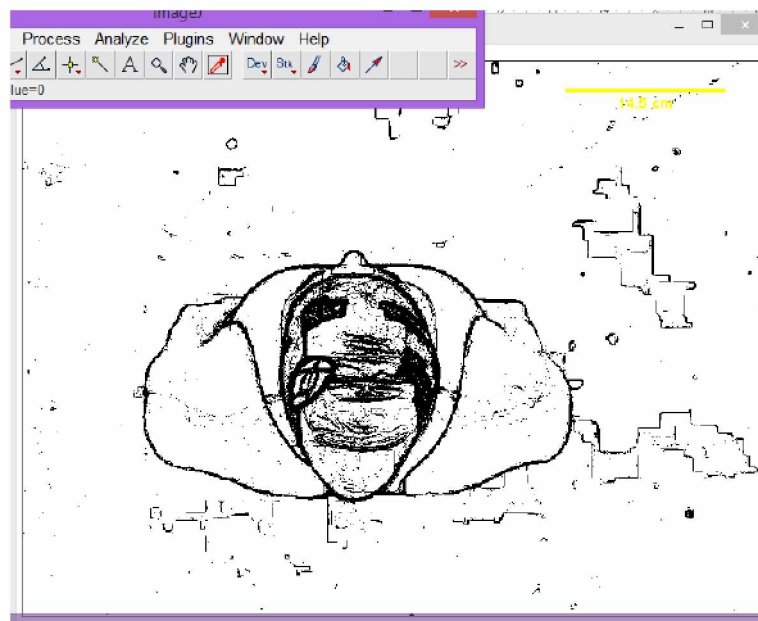 ImageJ
Process Analyze Plugins Window Help
A Dev Stk >>
lue=0
14.5 cm